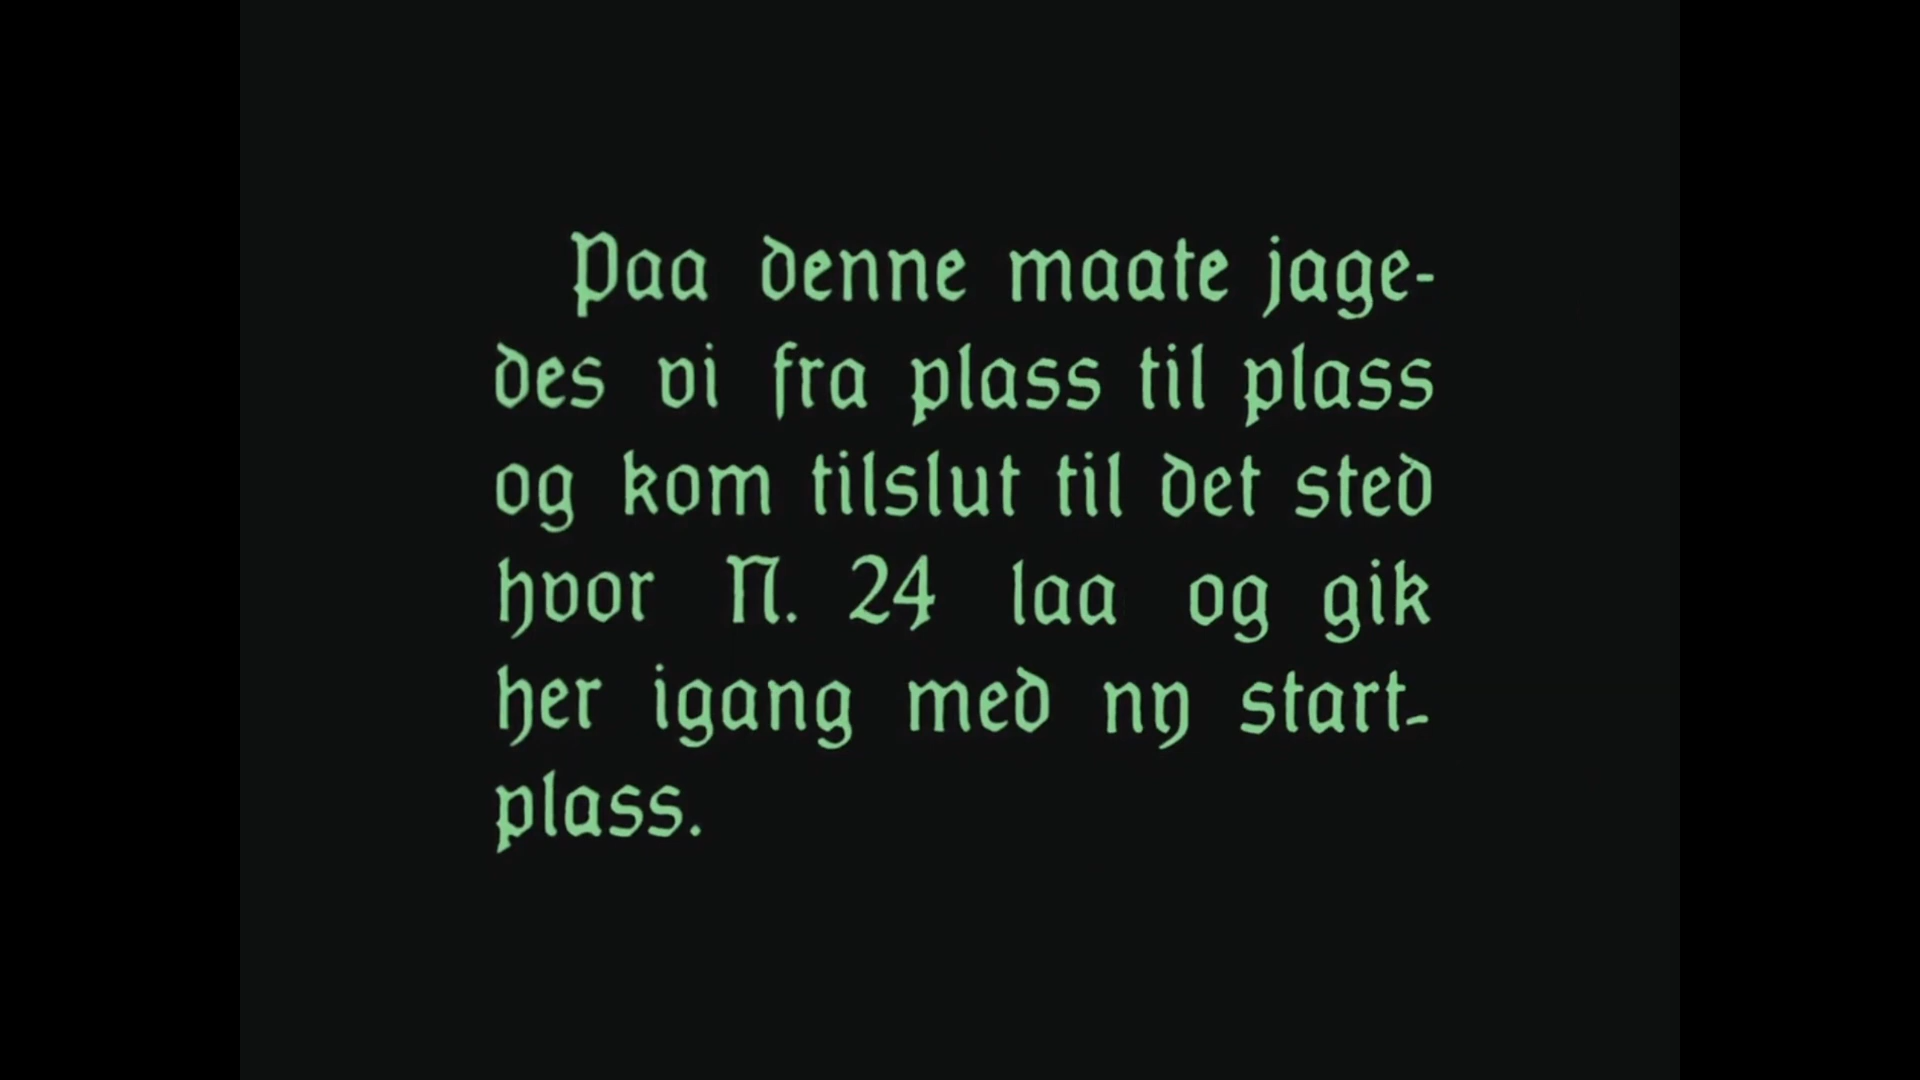 Paa denne maate jage-
des vi fra plass til plass
og kom tilslut til det sted
hvor N. 24 laa og gik
her igang med ny start-
plass.